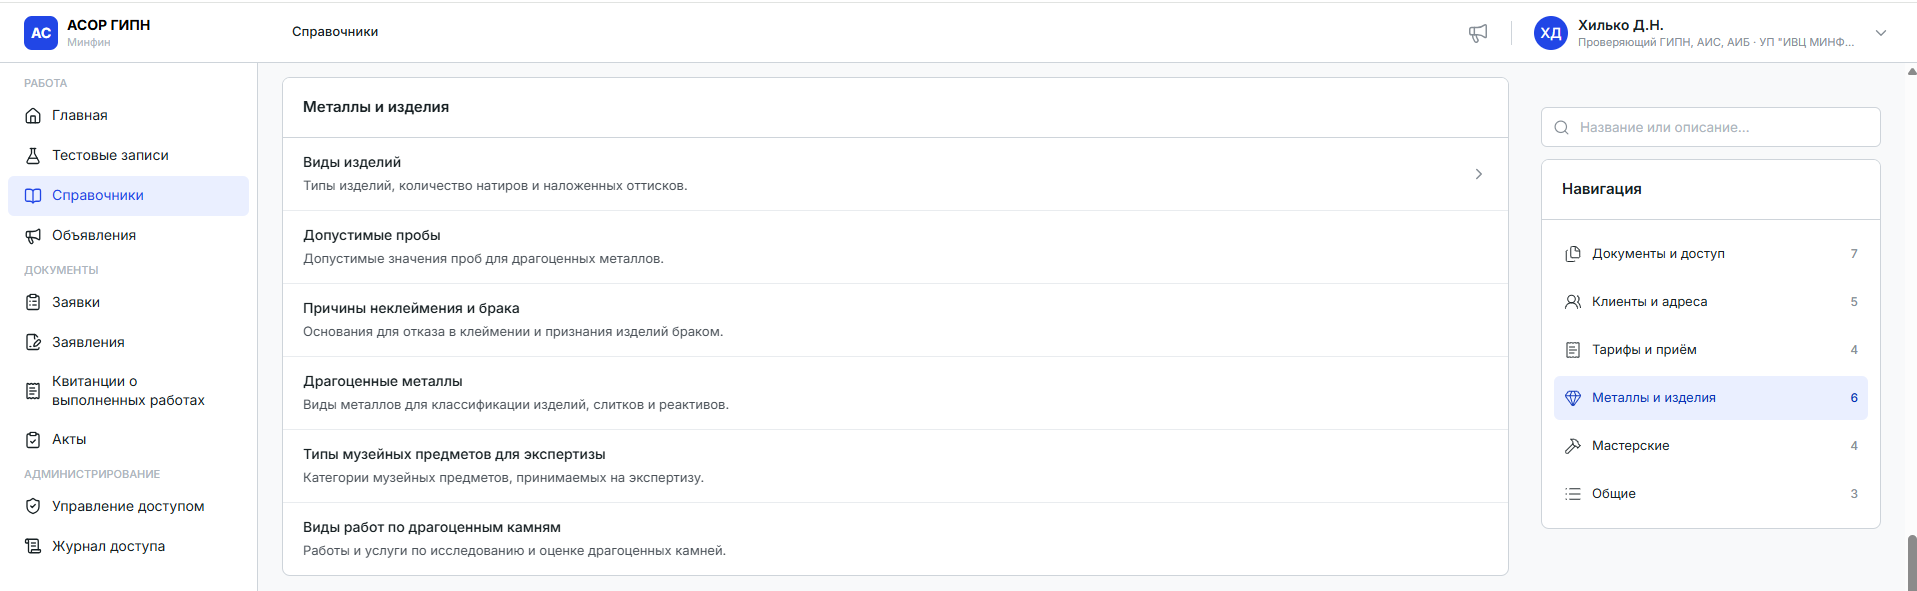 АС
АСОР ГИПН
Минфин
Справочники
ХД
Хилько Д.Н.
Проверяющий ГИПН, АИС, АИБ · УП "ИВЦ МИНФ...
РАБОТА
Главная
Тестовые записи
Справочники
Объявления
ДОКУМЕНТЫ
Заявки
Заявления
Квитанции о
выполненных работах
Акты
АДМИНИСТРИРОВАНИЕ
Управление доступом
Журнал доступа
Металлы и изделия
Виды изделий
Типы изделий, количество натиров и наложенных оттисков.
Допустимые пробы
Допустимые значения проб для драгоценных металлов.
Причины неклеймения и брака
Основания для отказа в клеймении и признания изделий браком.
Драгоценные металлы
Виды металлов для классификации изделий, слитков и реактивов.
Типы музейных предметов для экспертизы
Категории музейных предметов, принимаемых на экспертизу.
Виды работ по драгоценным камням
Работы и услуги по исследованию и оценке драгоценных камней.
Название или описание...
Навигация
Документы и доступ 7
Клиенты и адреса 5
Тарифы и приём 4
Металлы и изделия 6
Мастерские 4
Общие 3